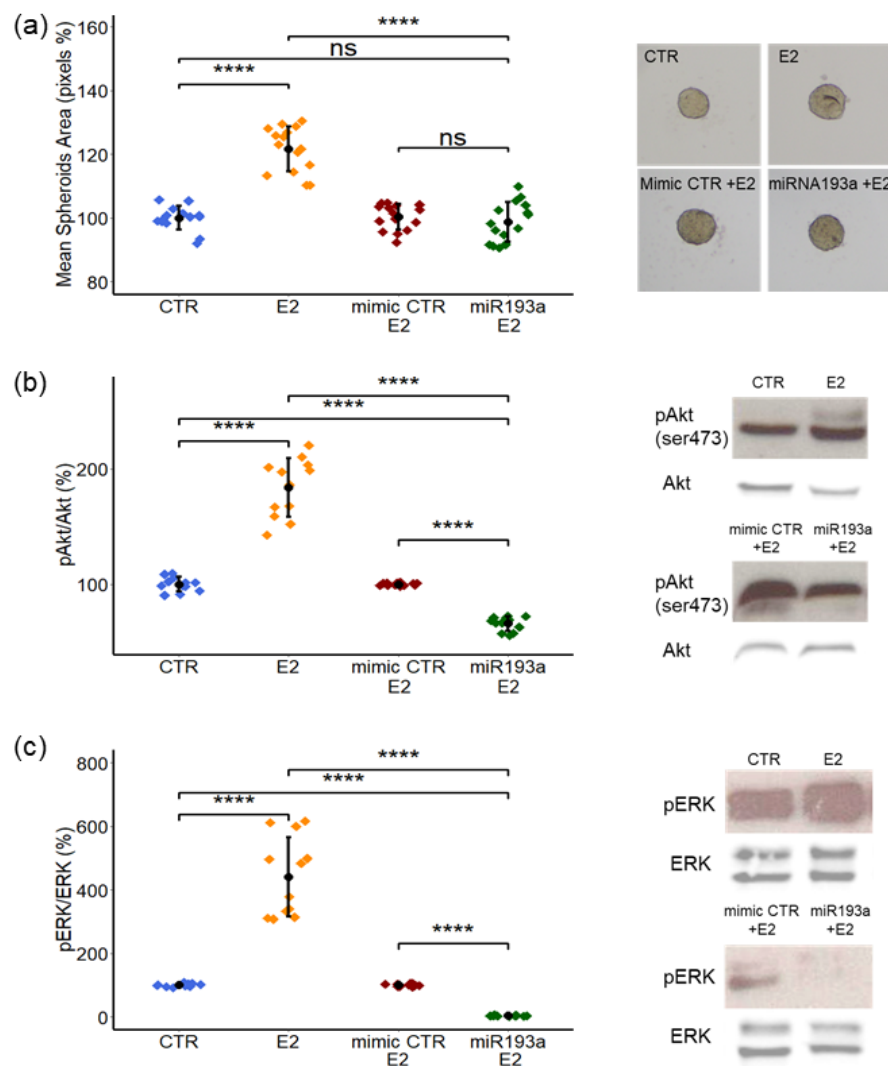 (a)
Mean Spheroids Area (pixels %)
160
140
120
100
80
****
ns
****
ns
CTR
E2
mimic CTR
E2
miR193a
E2
CTR
E2
Mimic CTR +E2
miRNA193a +E2
(b)
pAkt/Akt (%)
200
100
****
****
****
****
CTR
E2
mimic CTR
E2
miR193a
E2
CTR
E2
pAkt
(ser473)
Akt
mimic CTR
+E2
miR193a
+E2
pAkt
(ser473)
Akt
(c)
pERK/ERK (%)
800
600
400
200
0
****
****
****
****
CTR
E2
mimic CTR
E2
miR193a
E2
CTR
E2
pERK
ERK
mimic CTR
+E2
miR193a
+E2
pERK
ERK